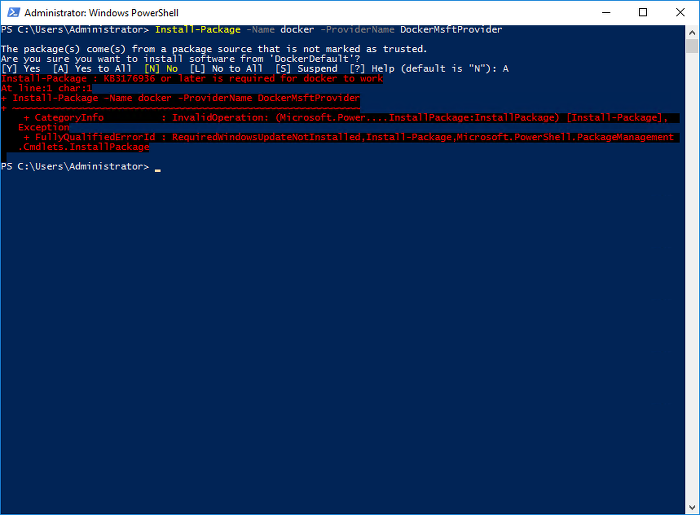 Administrator: Windows PowerShell
PS C:\Users\Administrator> Install-Package -Name docker -ProviderName DockerMsftProvider
The package(s) come(s) from a package source that is not marked as trusted.
Are you sure you want to install software from 'DockerDefault'?
[Y] Yes [A] Yes to All [N] No [L] No to All [S] Suspend [?] Help (default is "N"): A
Install-Package : KB3176936 or later is required for docker to work
At line:1 char:1
+ Install-Package -Name docker -ProviderName DockerMsftProvider
+ ~~~~~~~~~~~~~~~~~~~~~~~~~~~~~~~~~~~~~~~~~~~~~~~~~~~~~~~~~~~~~
+ CategoryInfo : InvalidOperation: (Microsoft.Power....InstallPackage:InstallPackage) [Install-Package],
Exception
+ FullyQualifiedErrorId : RequiredWindowsUpdateNotInstalled,Install-Package,Microsoft.PowerShell.PackageManagement
.Cmdlets.InstallPackage
PS C:\Users\Administrator> _